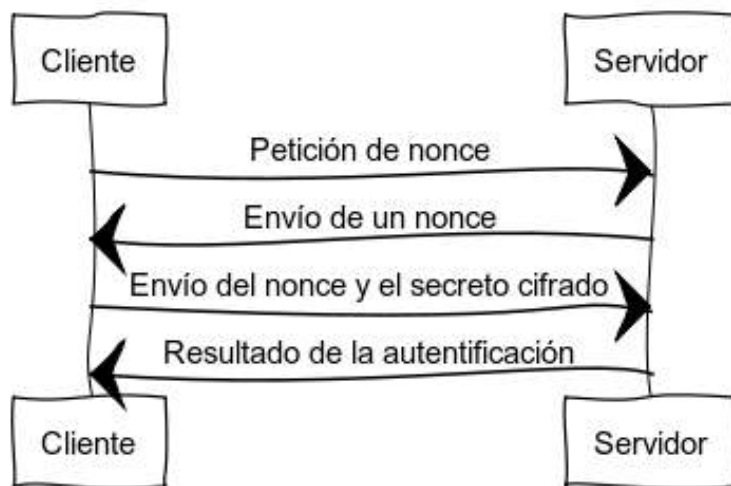 Cliente
Servidor
Petición de nonce
Envío de un nonce
Envío del nonce y el secreto cifrado
Resultado de la autentificación
Cliente
Servidor